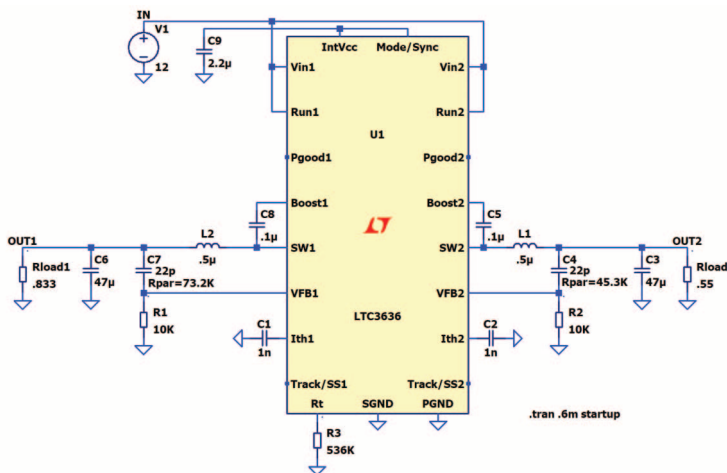 IN
V1
12
C9
2.2µ
IntVcc Mode/Sync
Vin1 Vin2
Run1 Run2
U1
Pgood1 Pgood2
Boost1 Boost2
C8
.1µ
C5
.1µ
OUT1
L2
.5µ
SW1 SW2
L1
.5µ
OUT2
Rload1
.833
C6
47µ
C7
22p
Rpar=73.2K
C4
22p
Rpar=45.3K
C3
47µ
Rload
.55
VFB1 VFB2
R1
10K
LTC3636
R2
10K
C1
1n
Ith1 Ith2
C2
1n
Track/SS1 Track/SS2
Rt SGND PGND
R3
536K
.tran .6m startup